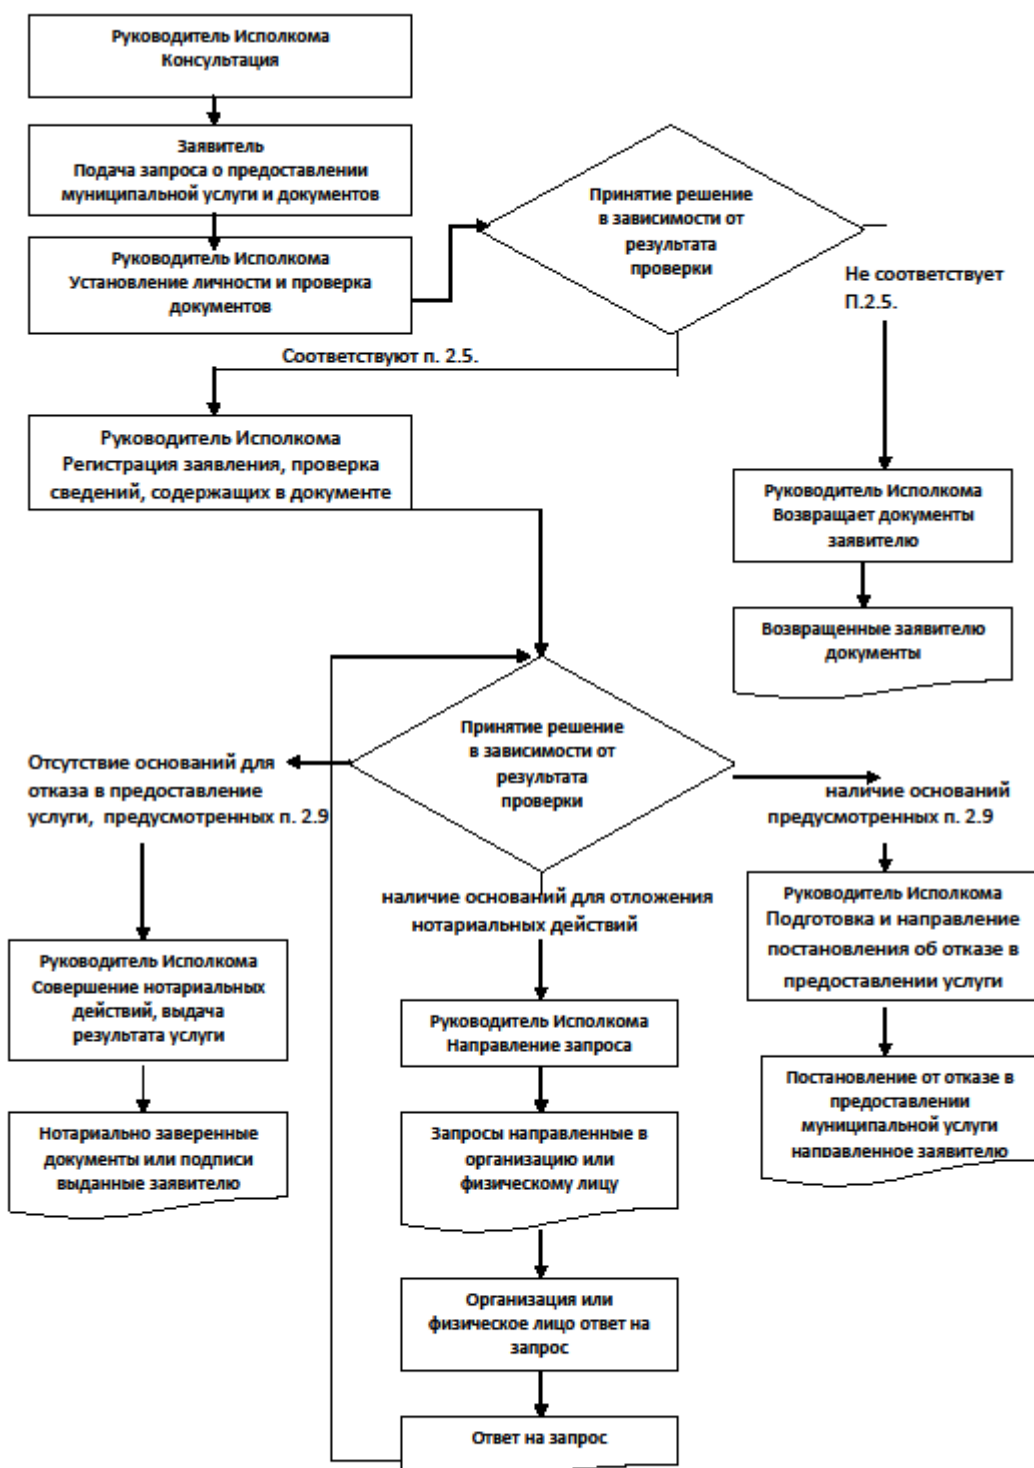 Руководитель Исполкома
Консультация
Заявитель
Подача запроса о предоставлении
муниципальной услуги и документов
Руководитель Исполкома
Установление личности и проверка
документов
Принятие решение
в зависимости от
результата
проверки
Не соответствует
П.2.5.
Соответствуют п. 2.5.
Руководитель Исполкома
Регистрация заявления, проверка
сведений, содержащих в документе
Руководитель Исполкома
Возвращает документы
заявителю
Возвращенные заявителю
документы
Принятие решение
в зависимости от
результата
проверки
Отсутствие оснований для
отказа в предоставление
услуги, предусмотренных п. 2.9
наличие оснований
предусмотренных п. 2.9
наличие оснований для отложения
нотариальных действий
Руководитель Исполкома
Подготовка и направление
постановления об отказе в
предоставлении услуги
Руководитель Исполкома
Совершение нотариальных
действий, выдача
результата услуги
Руководитель Исполкома
Направление запроса
Постановление от отказе в
предоставлении
муниципальной услуги
направленное заявителю
Нотариально заверенные
документы или подписи
выданные заявителю
Запросы направленные в
организацию или
физическому лицу
Организация или
физическое лицо ответ на
запрос
Ответ на запрос